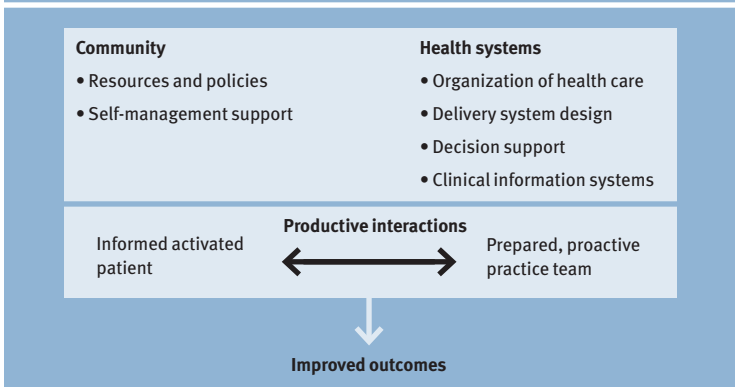 Community
• Resources and policies
• Self-management support
Health systems
• Organization of health care
• Delivery system design
• Decision support
• Clinical information systems
Productive interactions
Informed activated
patient
Prepared, proactive
practice team
Improved outcomes